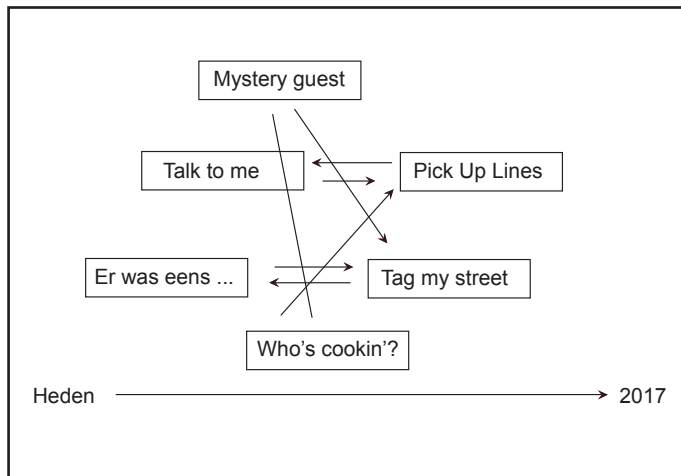 Mystery guest
Talk to me
Pick Up Lines
Er was eens ...
Tag my street
Who's cookin'?
Heden
2017